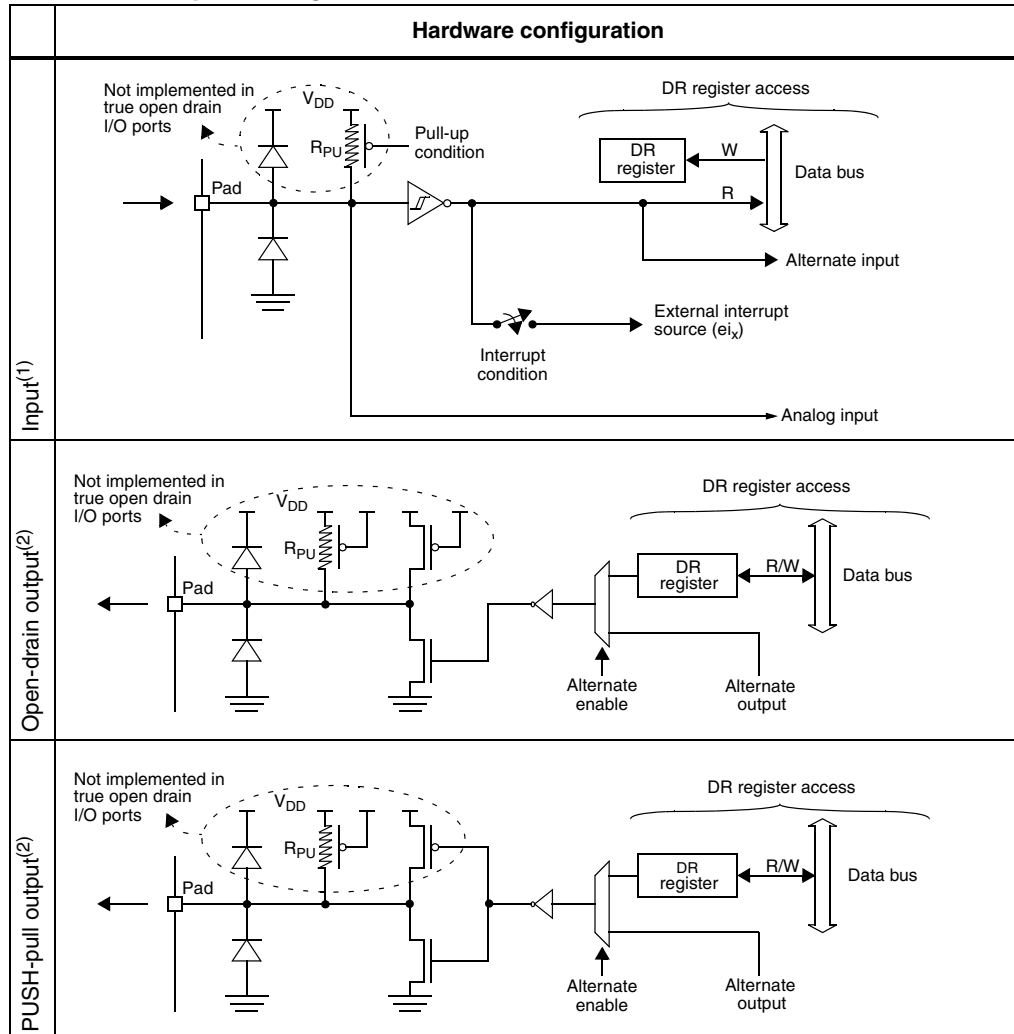 Hardware configuration
Input(1)
Not implemented in
true open drain
I/O ports
VDD
RPU
Pull-up
condition
Pad
DR register access
DR
register
W
R
Data bus
Alternate input
External interrupt
source (eix)
Interrupt
condition
Analog input
Open-drain output(2)
Not implemented in
true open drain
I/O ports
VDD
RPU
Pad
DR register access
DR
register
R/W
Data bus
Alternate
enable
Alternate
output
PUSH-pull output(2)
Not implemented in
true open drain
I/O ports
VDD
RPU
Pad
DR register access
DR
register
R/W
Data bus
Alternate
enable
Alternate
output